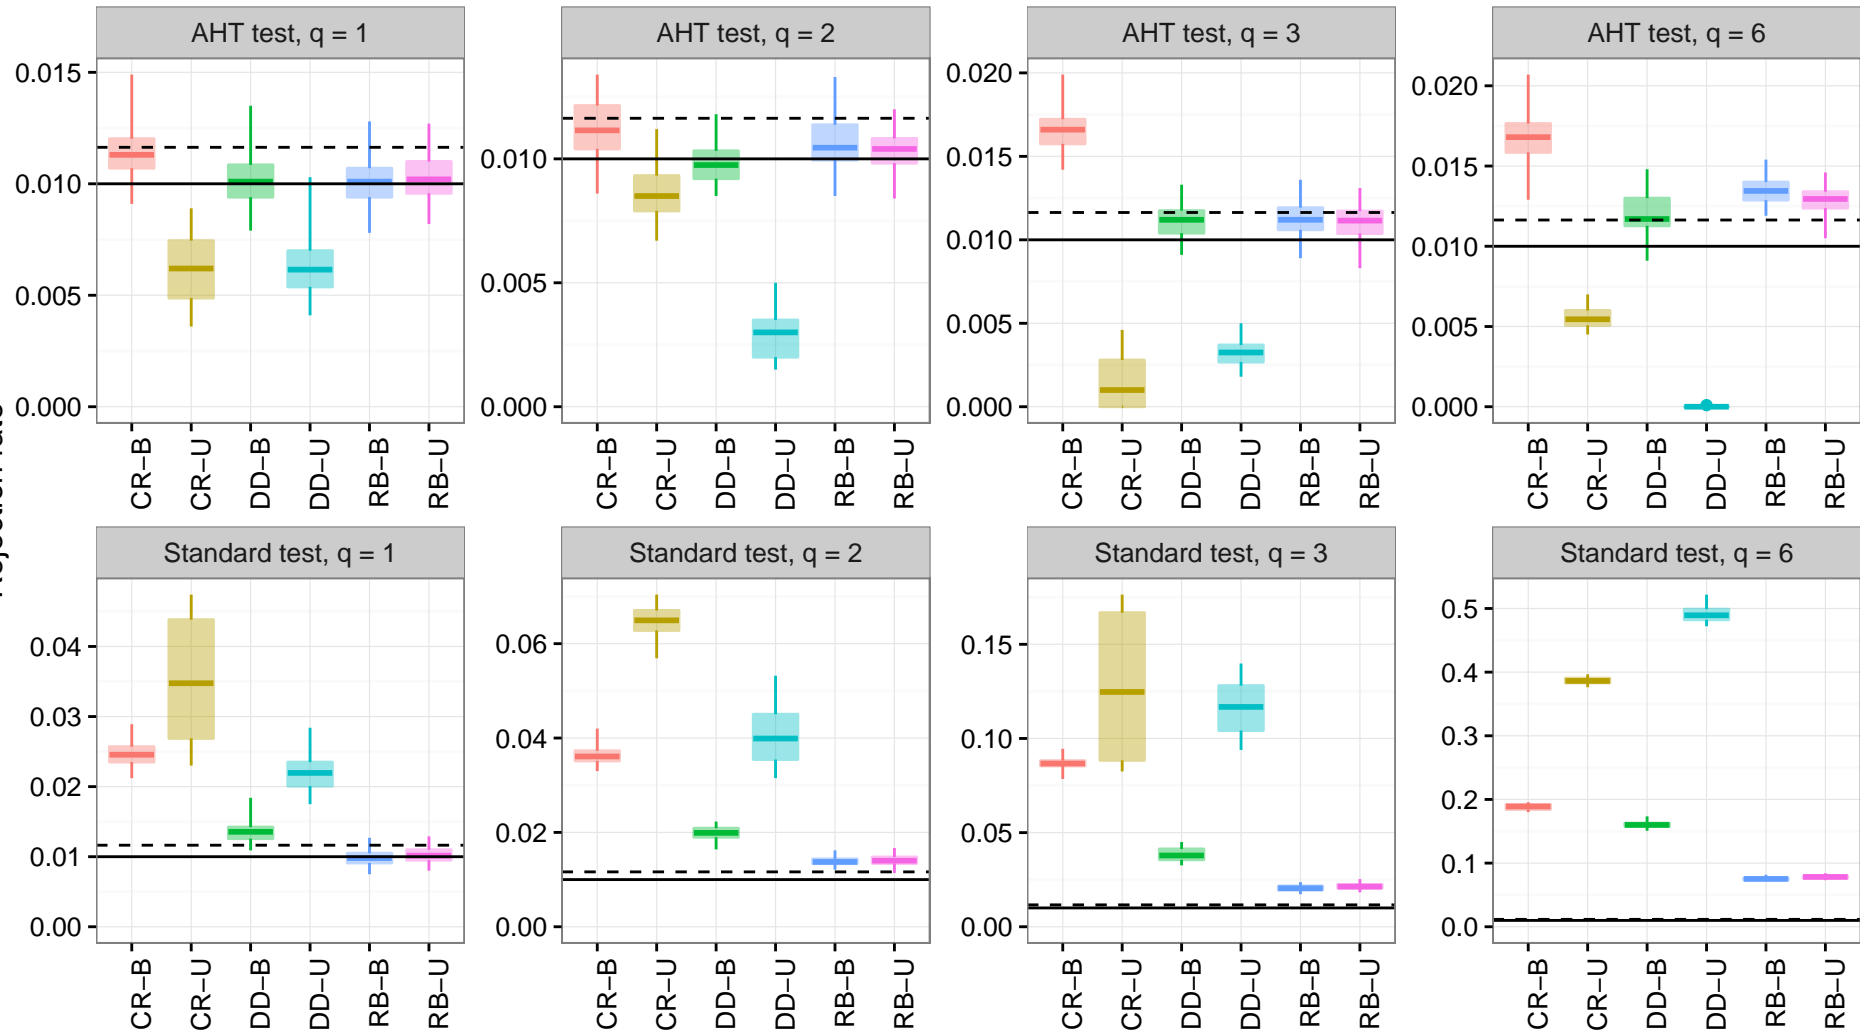 AHT test, q = 1
AHT test, q = 2
AHT test, q = 3
AHT test, q = 6
0.015
0.010
0.005
0.000
0.010
0.005
0.000
0.020
0.015
0.010
0.005
0.000
0.020
0.015
0.010
0.005
0.000
CR−B CR−U DD−B DD−U RB−B RB−U
CR−B CR−U DD−B DD−U RB−B RB−U
CR−B CR−U DD−B DD−U RB−B RB−U
CR−B CR−U DD−B DD−U RB−B RB−U
Standard test, q = 1
Standard test, q = 2
Standard test, q = 3
Standard test, q = 6
0.04
0.03
0.02
0.01
0.00
0.06
0.04
0.02
0.00
0.15
0.10
0.05
0.00
0.5
0.4
0.3
0.2
0.1
0.0
CR−B CR−U DD−B DD−U RB−B RB−U
CR−B CR−U DD−B DD−U RB−B RB−U
CR−B CR−U DD−B DD−U RB−B RB−U
CR−B CR−U DD−B DD−U RB−B RB−U